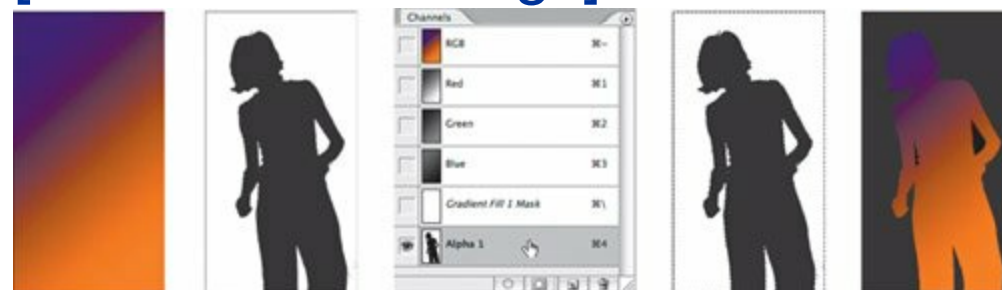 Channels
RGB ⌘~
Red ⌘1
Green ⌘2
Blue ⌘3
Gradient Fill 1 Mask ⌘\
Alpha 1 ⌘4